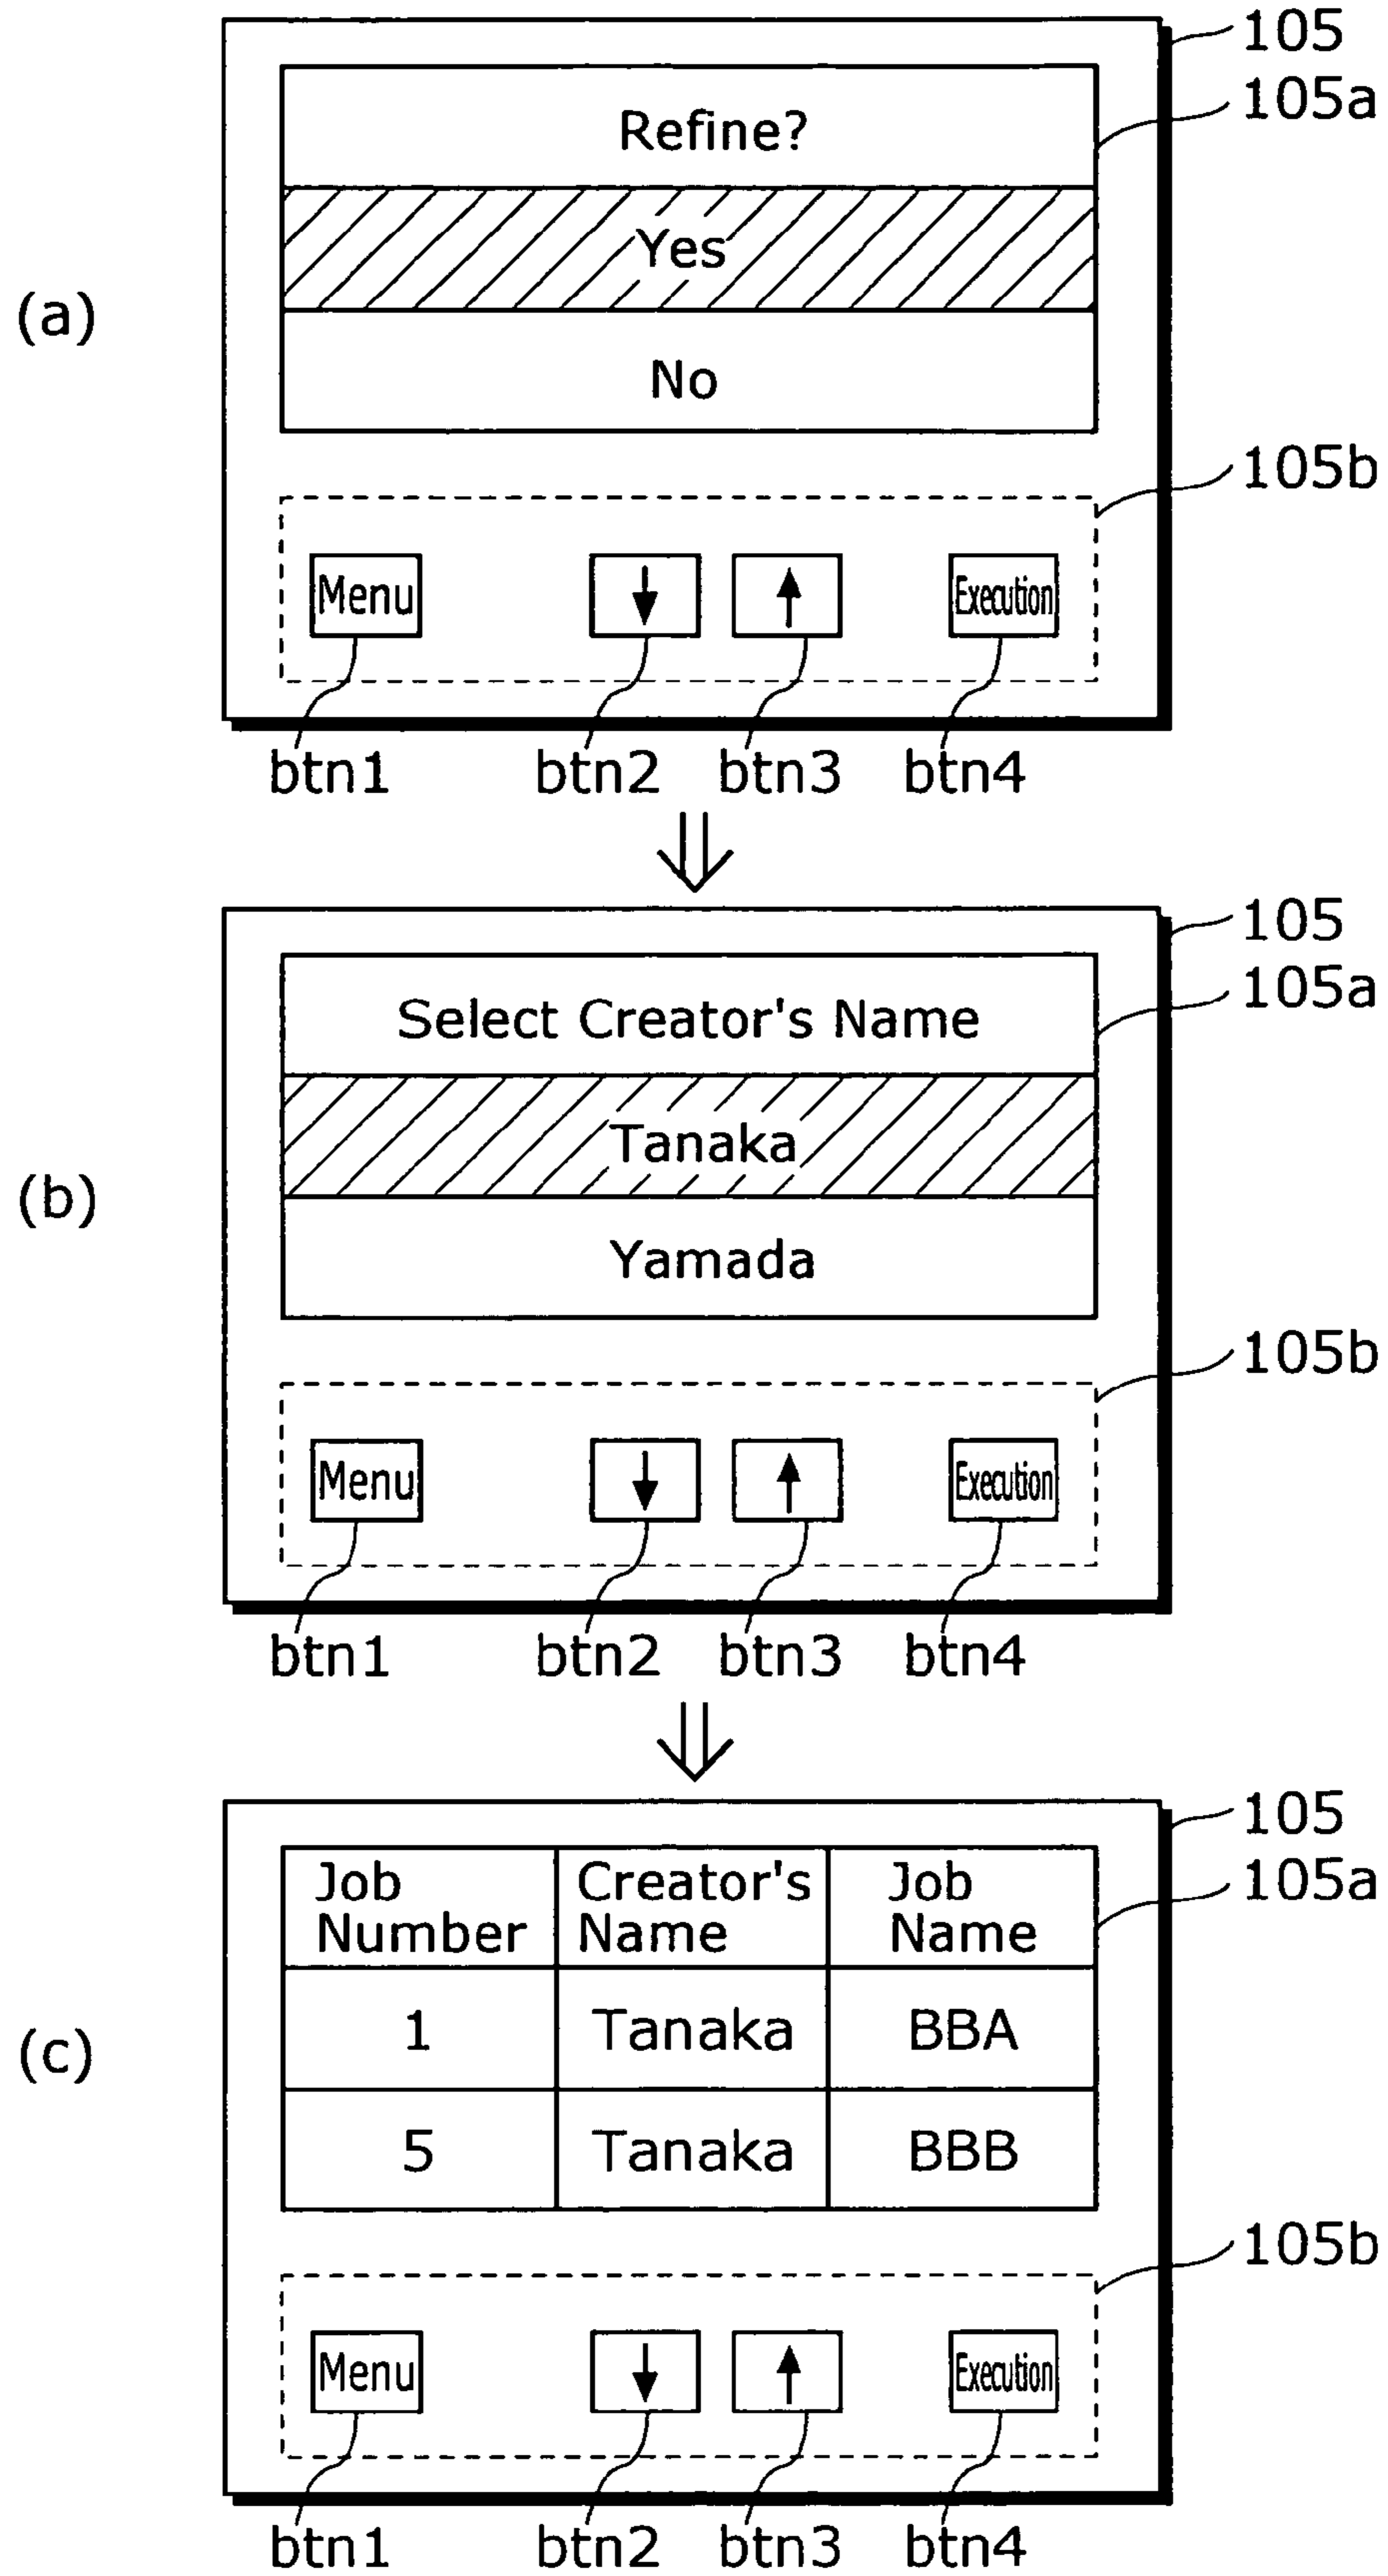 105
105a
Refine?
Yes
(a)
No
105b
Menu
↓
↑
Execution
btn1
btn2
btn3
btn4
105
105a
Select Creator's Name
Tanaka
(b)
Yamada
105b
Menu
↓
↑
Execution
btn1
btn2
btn3
btn4
105
105a
Job Number
Creator's Name
Job Name
1 Tanaka BBA
(c)
5 Tanaka BBB
105b
Menu
↓
↑
Execution
btn1
btn2
btn3
btn4